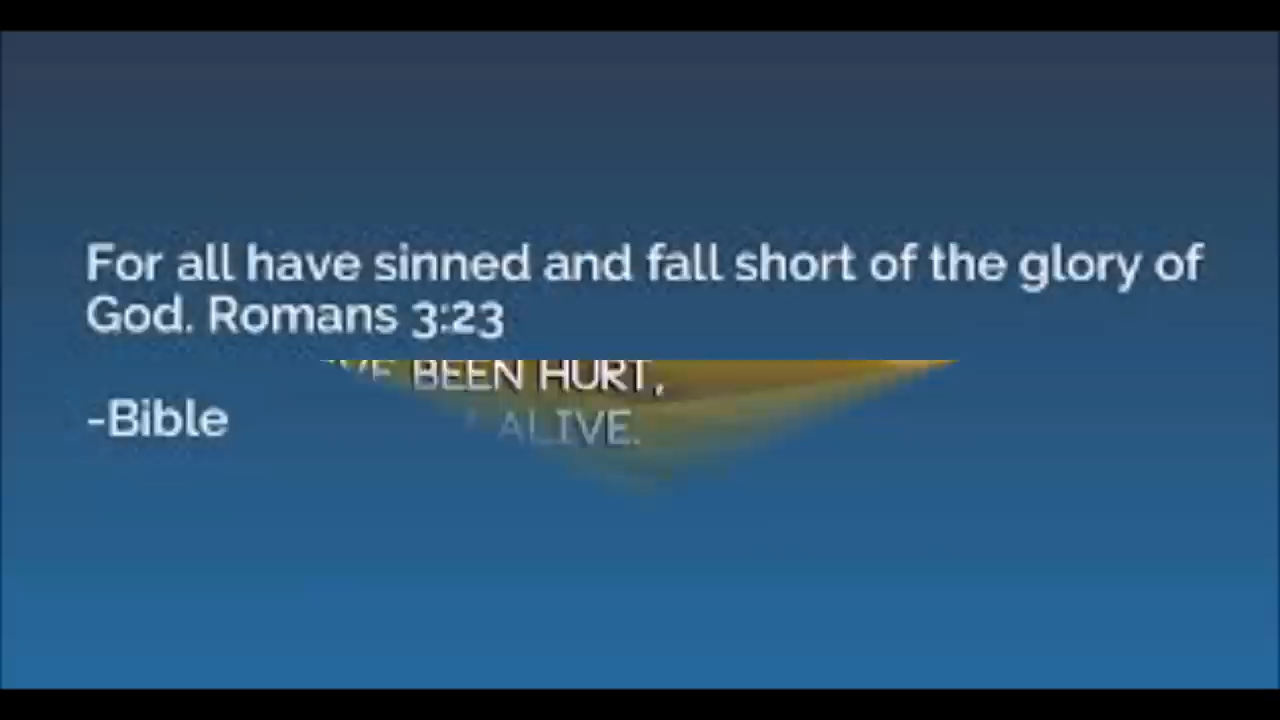 For all have sinned and fall short of the glory of
God. Romans 3:23
BEEN HURT,
-Bible
ALIVE.